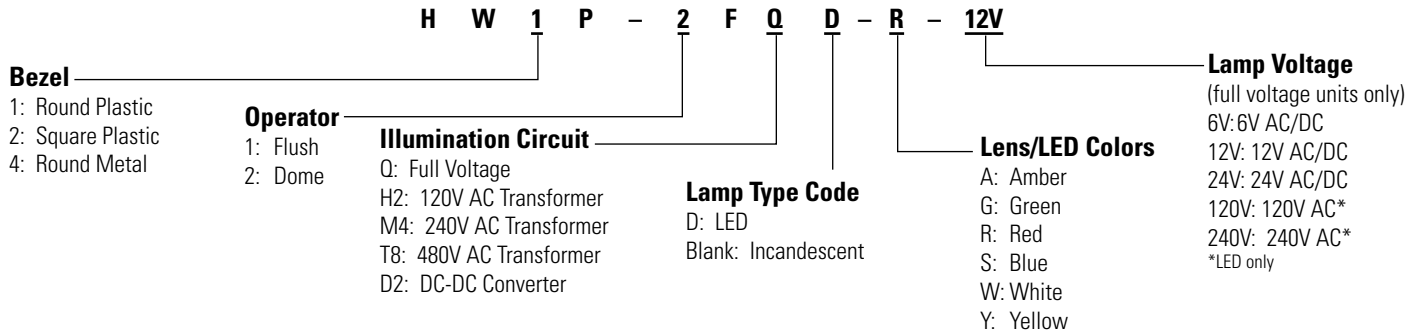 H W 1 P – 2 F Q D – R – 12V
Bezel
1: Round Plastic
2: Square Plastic
4: Round Metal
Operator
1: Flush
2: Dome
Illumination Circuit
Q: Full Voltage
H2: 120V AC Transformer
M4: 240V AC Transformer
T8: 480V AC Transformer
D2: DC-DC Converter
Lamp Type Code
D: LED
Blank: Incandescent
Lens/LED Colors
A: Amber
G: Green
R: Red
S: Blue
W: White
Y: Yellow
Lamp Voltage
(full voltage units only)
6V: 6V AC/DC
12V: 12V AC/DC
24V: 24V AC/DC
120V: 120V AC*
240V: 240V AC*
*LED only